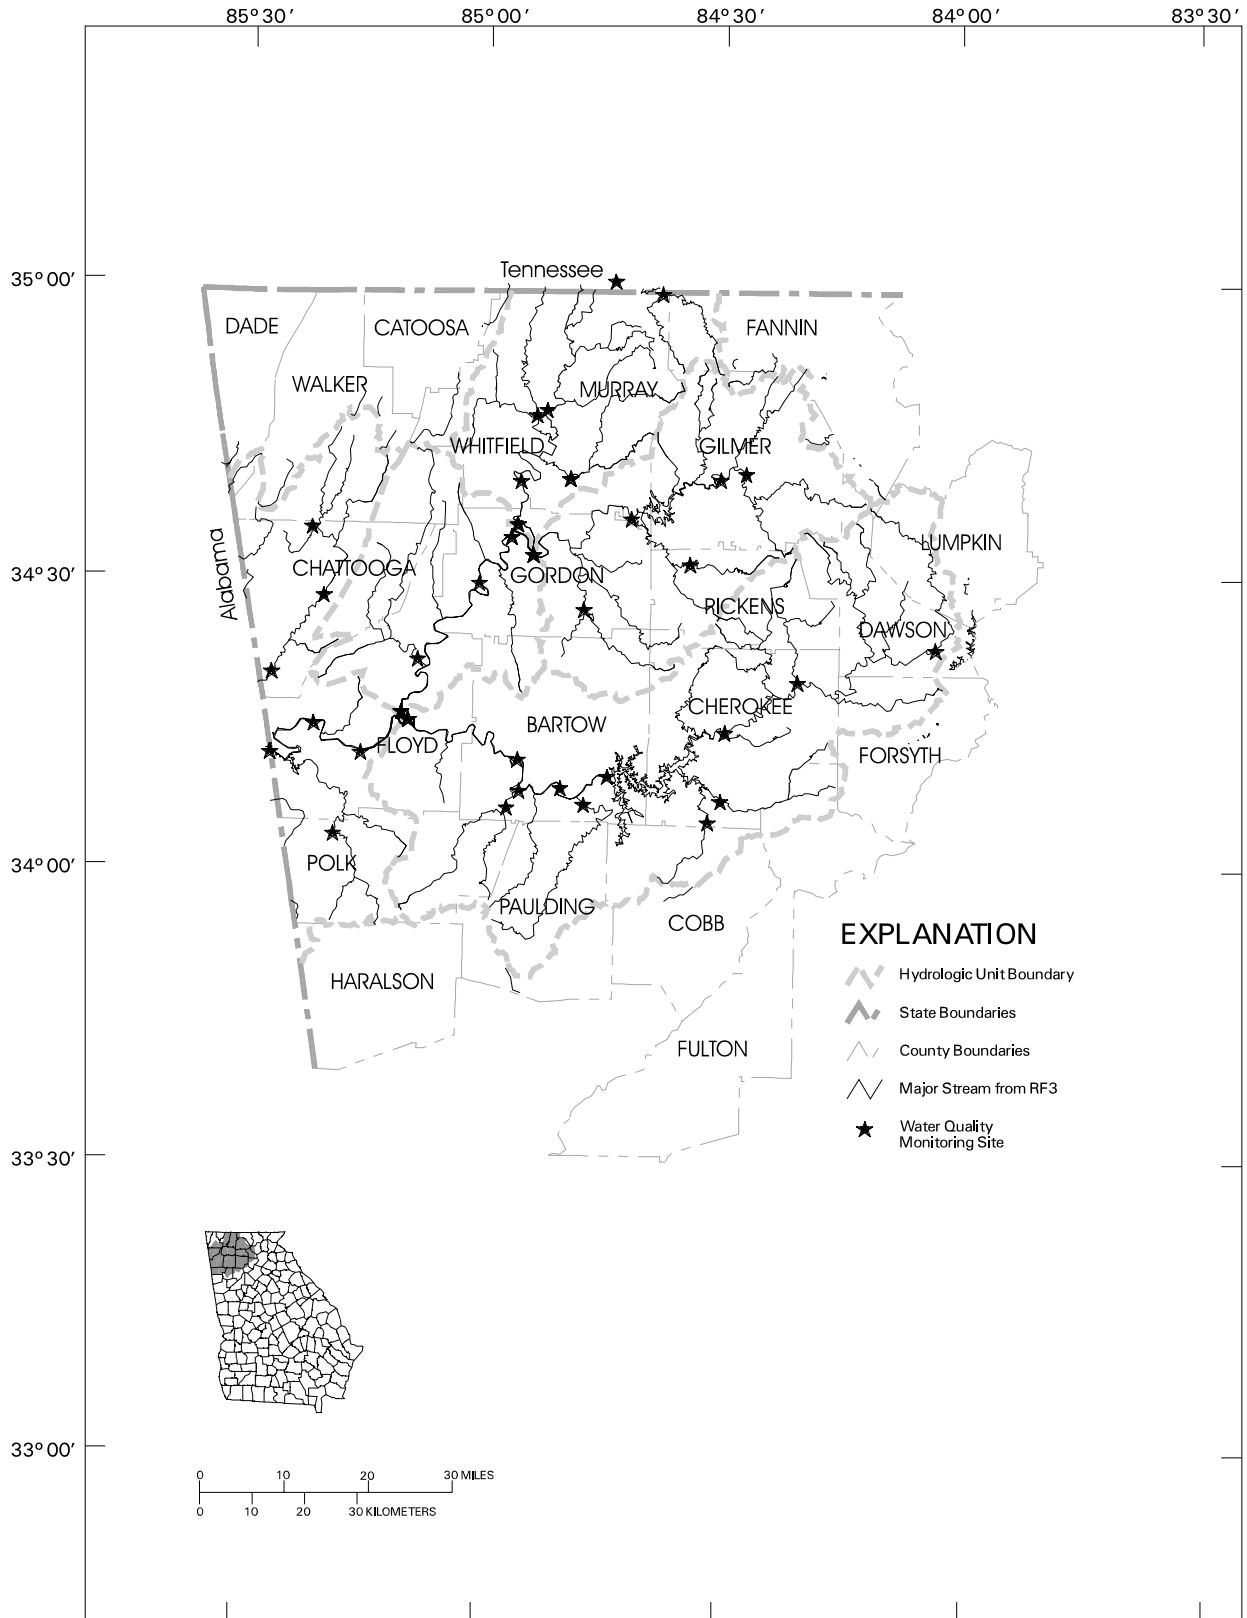 85°30’ 85°00’ 84°30’ 84°00’ 83°30’
35°00’
Tennessee
DADE
CATOOSA
FANNIN
WALKER
MURRAY
WHITFIELD
GILMER
LUMPKIN
Alabama
34°30’
CHATTOOGA
GORDON
PICKENS
DAWSON
CHEROKEE
BARTOW
FLOYD
FORSYTH
34°00’
POLK
PAULDING
COBB
HARALSON
FULTON
EXPLANATION
Hydrologic Unit Boundary
State Boundaries
County Boundaries
Major Stream from RF3
Water Quality
Monitoring Site
33°30’
33°00’
0 10 20 30 MILES
0 10 20 30 KILOMETERS